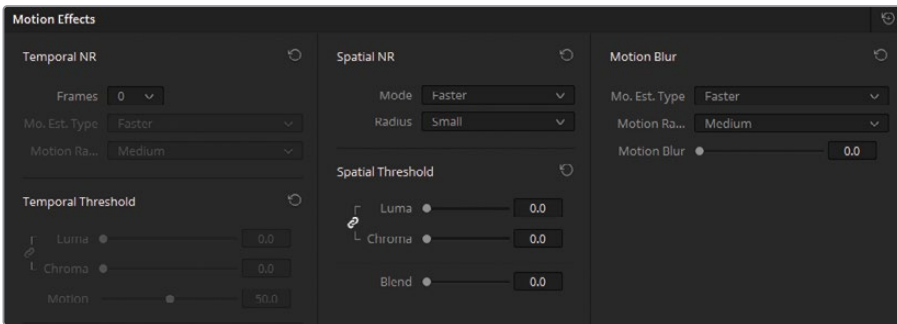 Motion Effects
Temporal NR
Frames 0
Mo. Est. Type Faster
Motion Ra... Medium
Temporal Threshold
Luma 0.0
Chroma 0.0
Motion 50.0
Spatial NR
Mode Faster
Radius Small
Spatial Threshold
Luma 0.0
Chroma 0.0
Blend 0.0
Motion Blur
Mo. Est. Type Faster
Motion Ra... Medium
Motion Blur 0.0